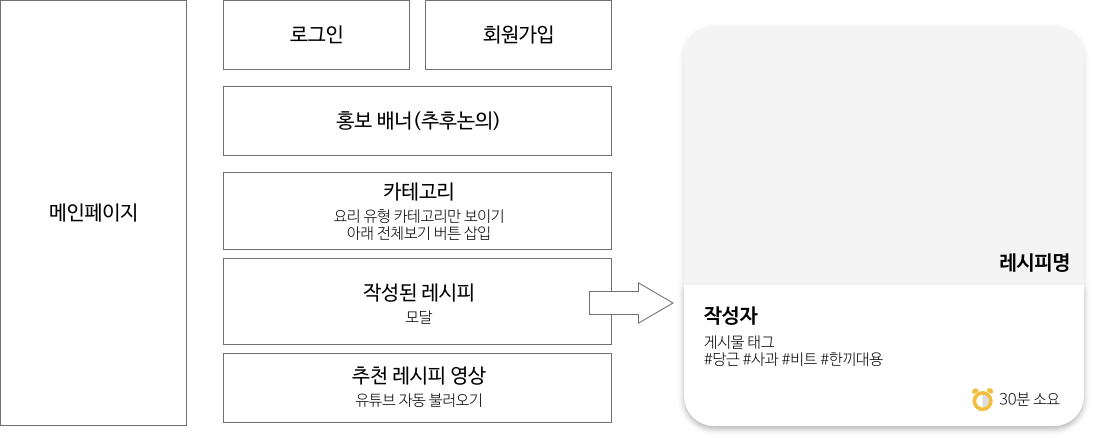 메인페이지
로그인
회원가입
홍보 배너(추후논의)
카테고리
요리 유형 카테고리만 보이기
아래 전체보기 버튼 삽입
작성된 레시피
모달
추천 레시피 영상
유튜브 자동 불러오기
레시피명
작성자
게시물 태그
#당근 #사과 #비트 #한끼대용
30분 소요